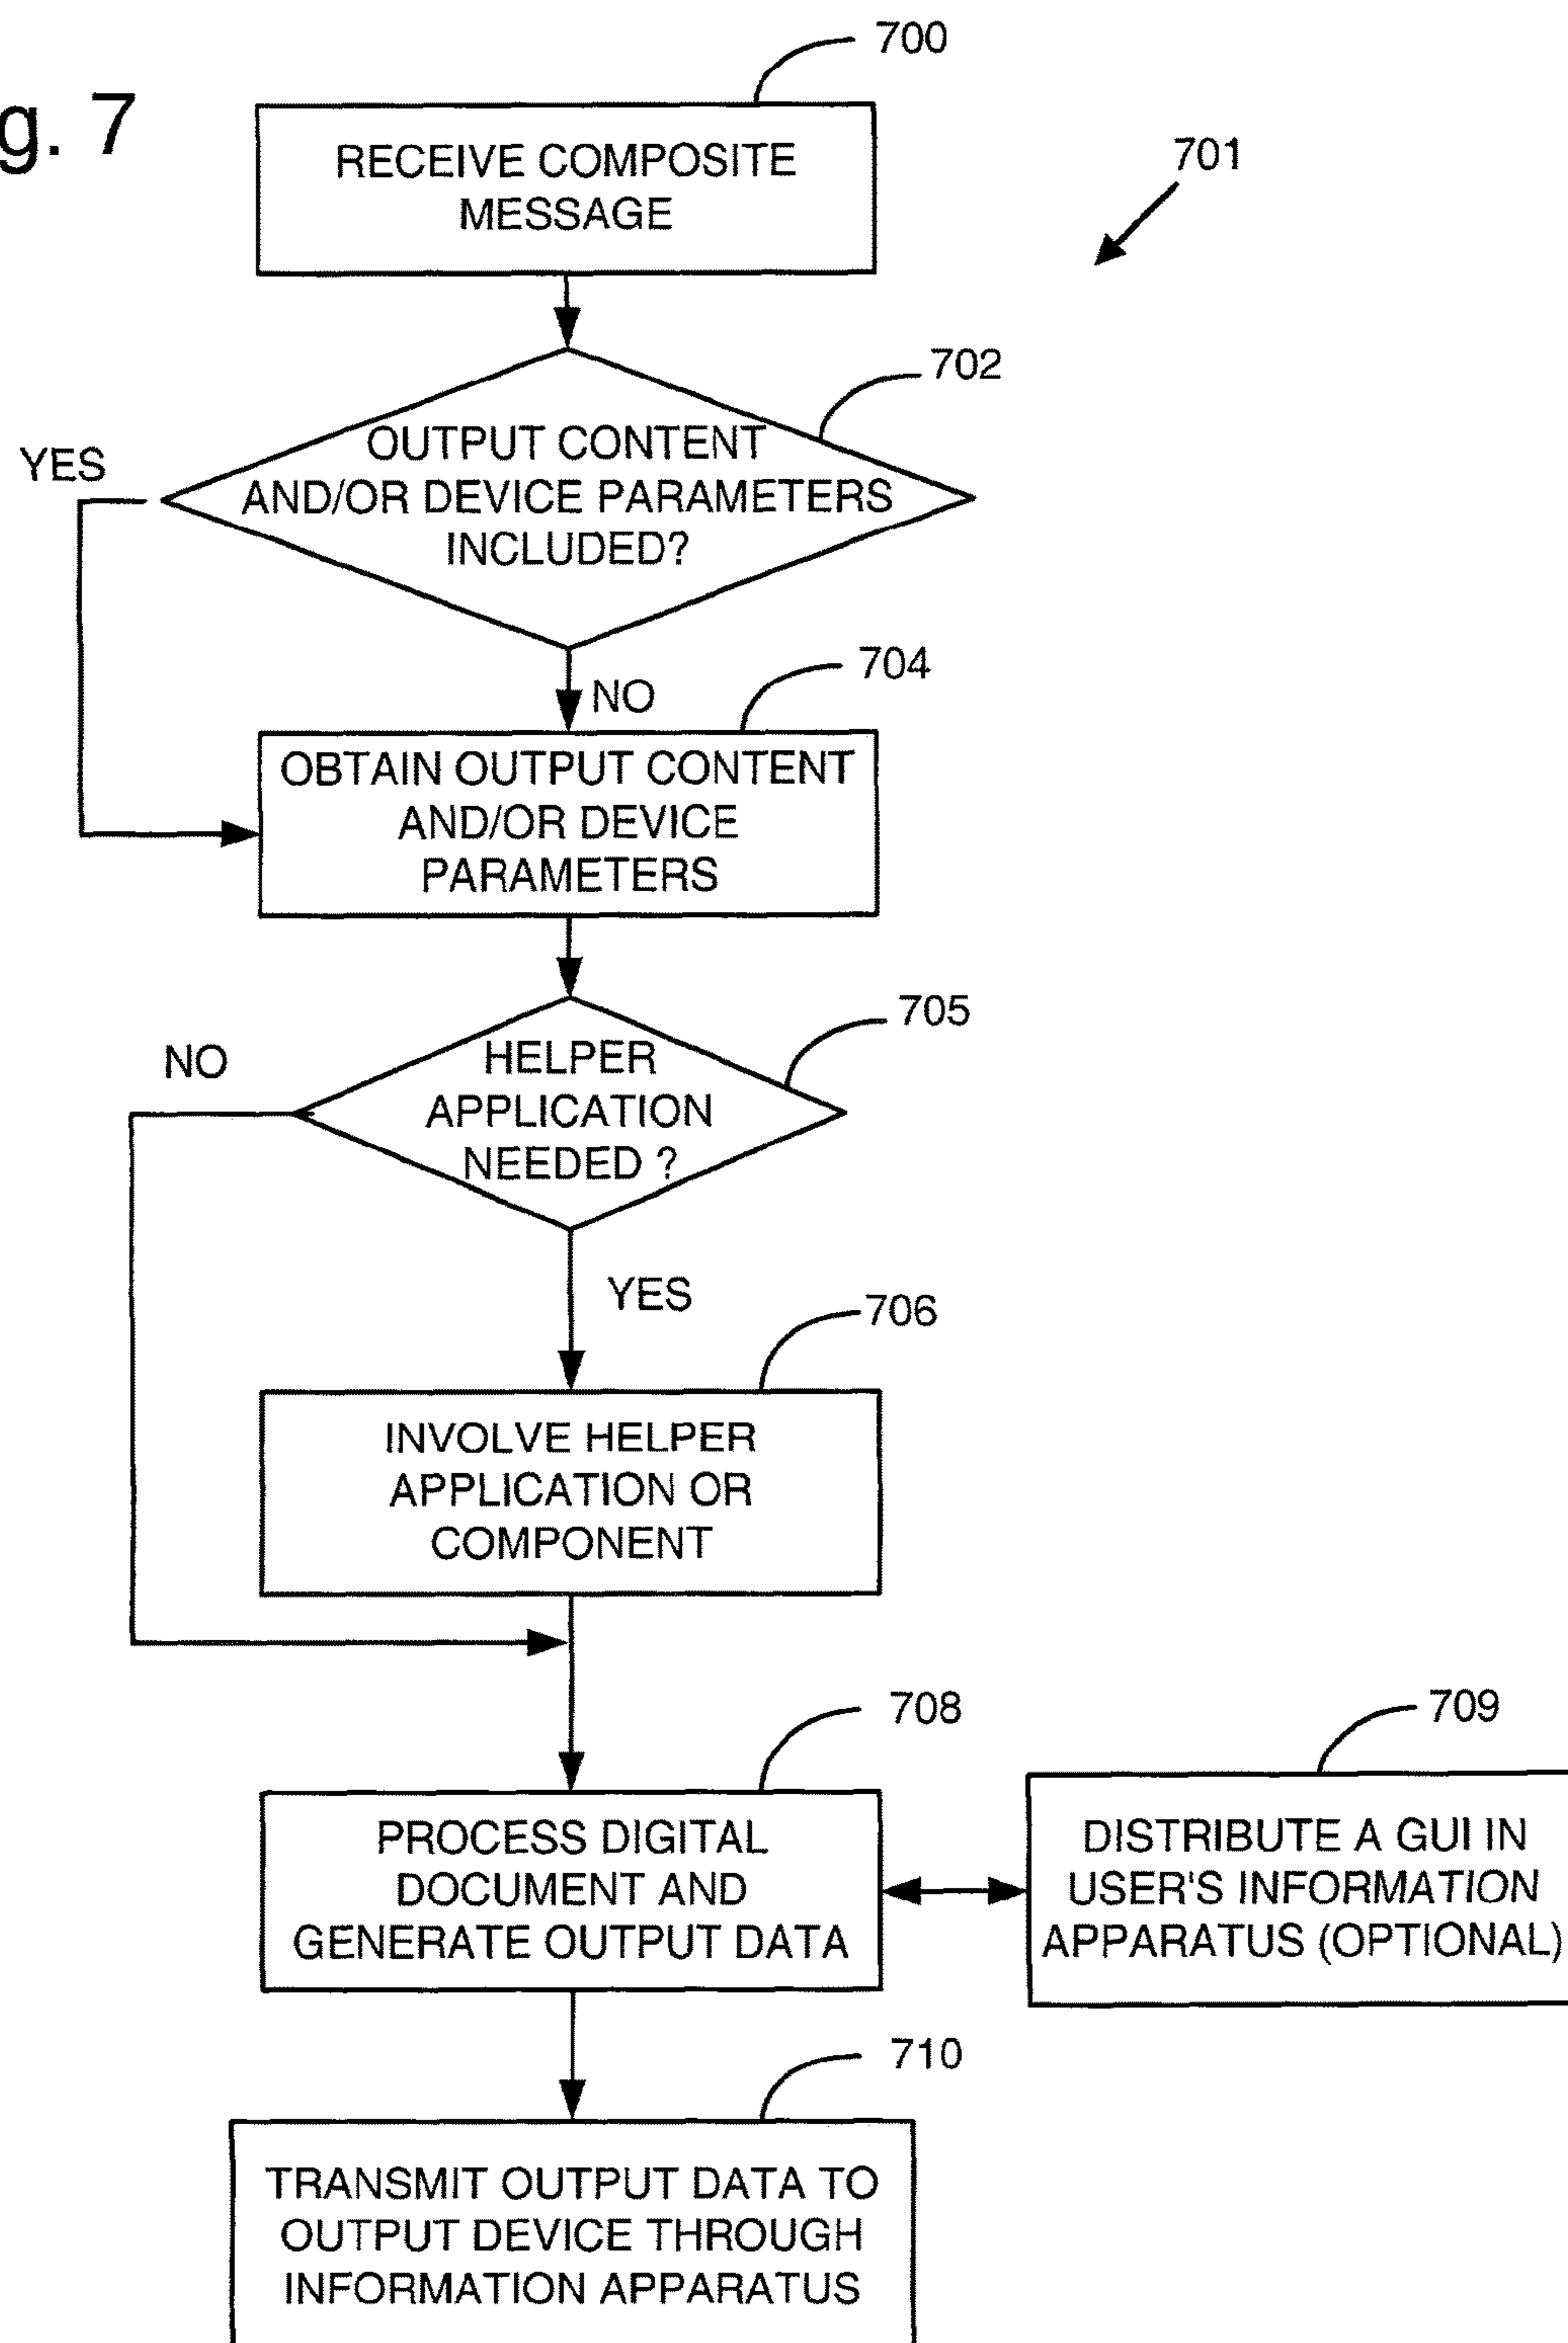 g. 7
700
RECEIVE COMPOSITE
MESSAGE
701
702
OUTPUT CONTENT
AND/OR DEVICE PARAMETERS
INCLUDED?
YES
NO
704
OBTAIN OUTPUT CONTENT
AND/OR DEVICE
PARAMETERS
705
HELPER
APPLICATION
NEEDED ?
NO
YES
706
INVOLVE HELPER
APPLICATION OR
COMPONENT
708
PROCESS DIGITAL
DOCUMENT AND
GENERATE OUTPUT DATA
709
DISTRIBUTE A GUI IN
USER'S INFORMATION
APPARATUS (OPTIONAL)
710
TRANSMIT OUTPUT DATA TO
OUTPUT DEVICE THROUGH
INFORMATION APPARATUS